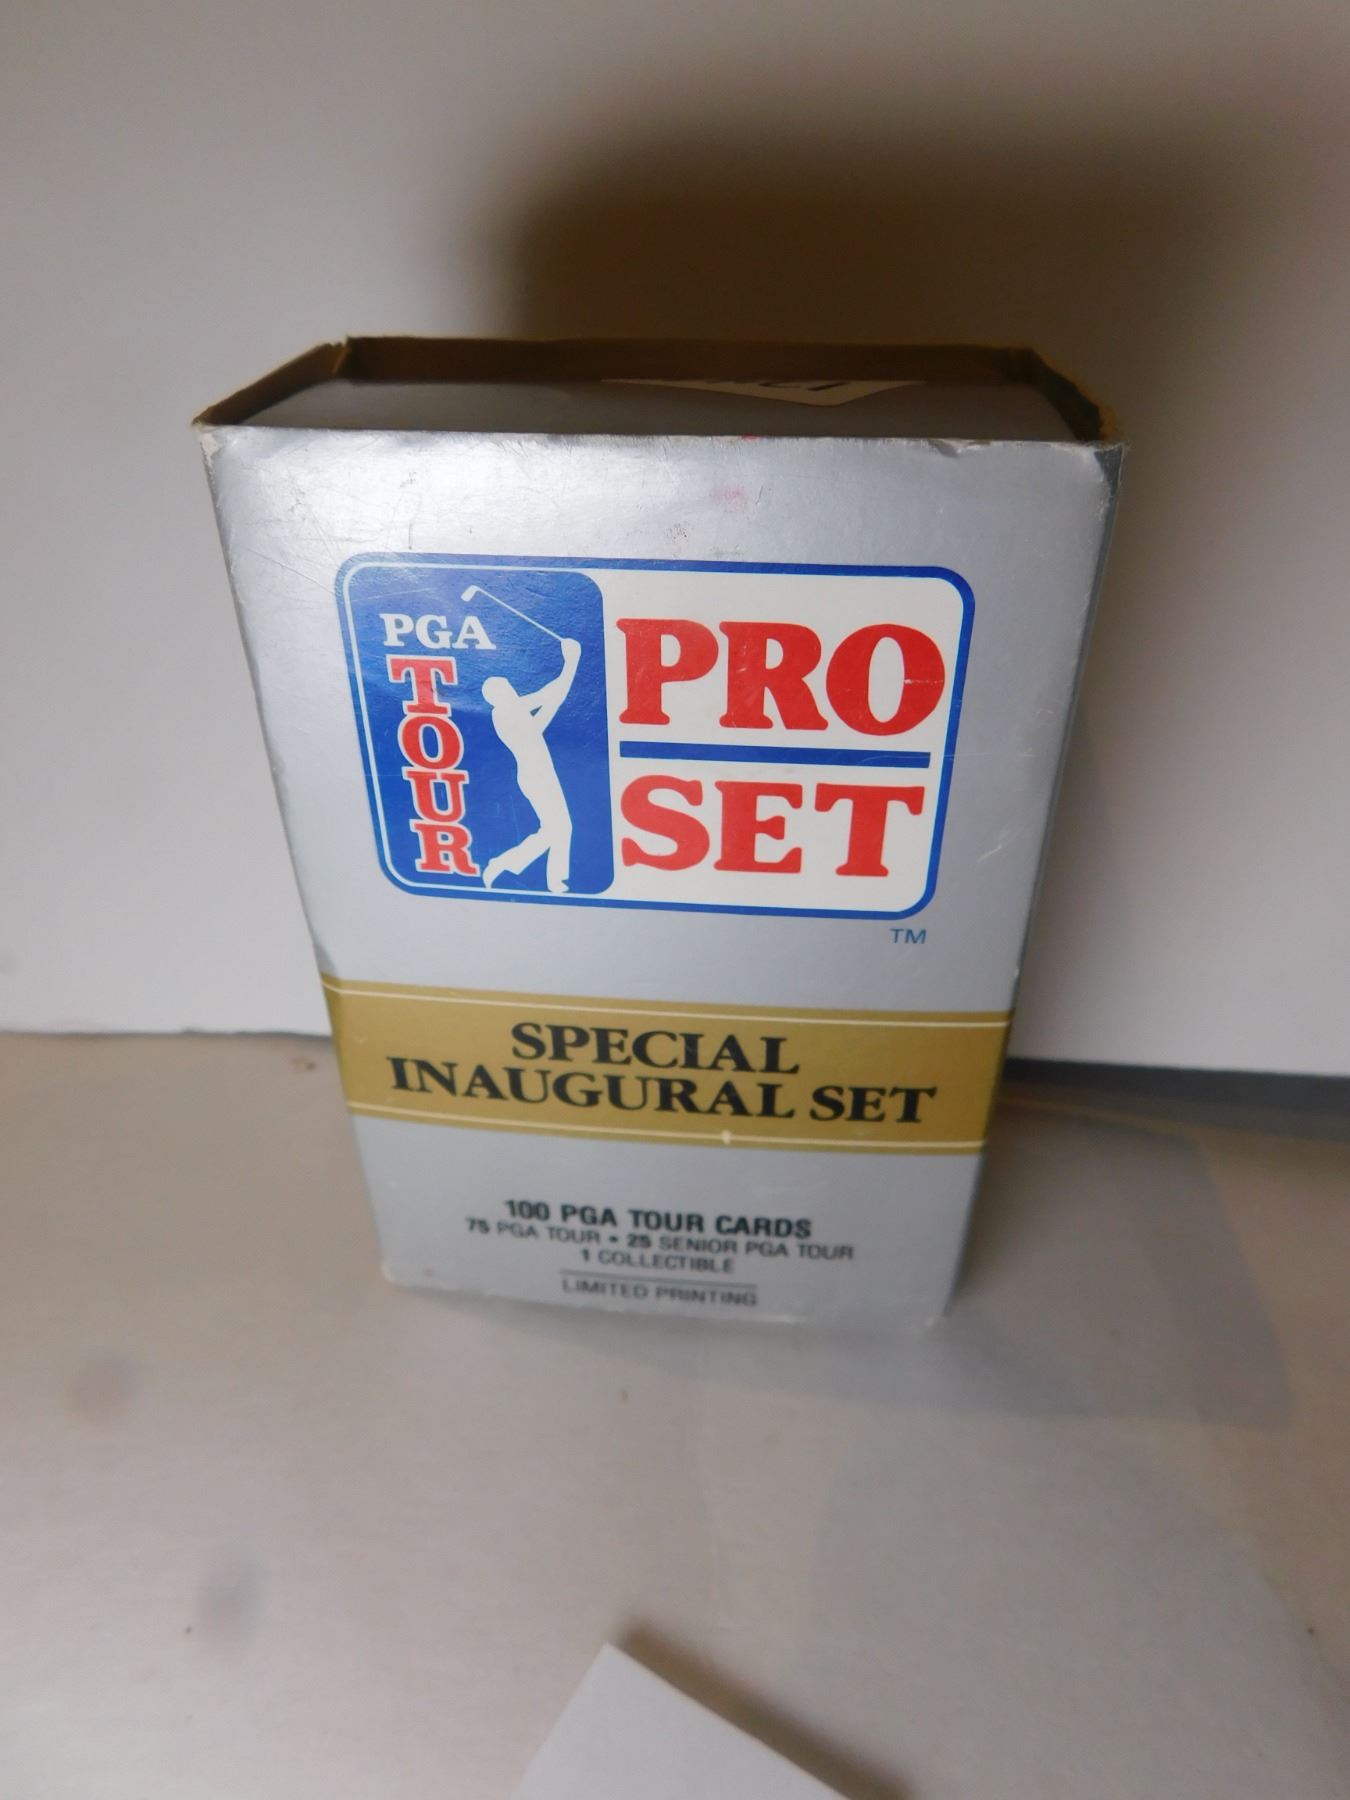 PGA
TOUR
PRO
SET
TM
SPECIAL
INAUGURAL SET
100 PGA TOUR CARDS
75 PGA TOUR • 25 SENIOR PGA TOUR
1 COLLECTIBLE
LIMITED PRINTING